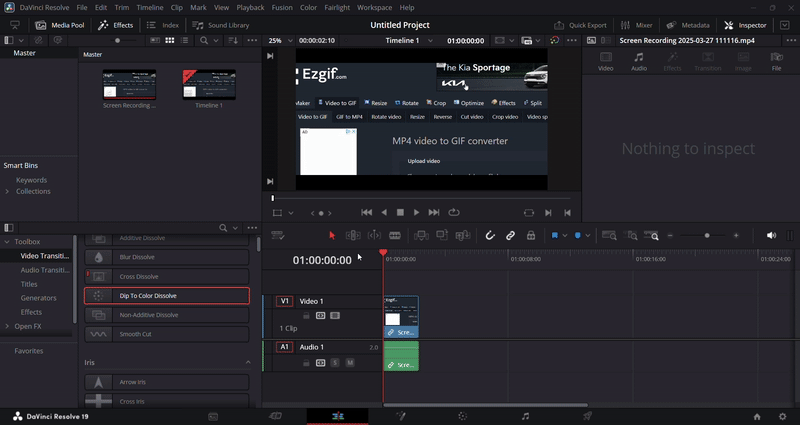 DaVinci Resolve File Edit Trim Timeline Clip Mark View Playback Fusion Color Fairlight Workspace Help
Media Pool Effects Index Sound Library Untitled Project Quick Export Mixer Metadata Inspector
25% 00:00:02:10 Timeline 1 01:00:00:00 Screen Recording 2025-03-27 111116.mp4
Master
Master
Video Audio Effects Transition Image File
Screen Recording ...
Timeline 1
Ezgif.com
The Kia Sportage
Maker Video to GIF Resize Rotate Crop Optimize Effects Split
Video to GIF GIF to MP4 Rotate video Resize Reverse Cut video Crop video Video sp
AD
MP4 video to GIF converter
Upload video
Nothing to inspect
Smart Bins
Keywords
Collections
Toolbox
Video Transiti...
Audio Transiti...
Titles
Generators
Effects
Open FX
Favorites
Additive Dissolve
Blur Dissolve
Cross Dissolve
Dip To Color Dissolve
Non-Additive Dissolve
Smooth Cut
Iris
Arrow Iris
Cross Iris
01:00:00:00
01:00:00:00 01:00:08:00 01:00:16:00 01:00:24:00
V1 Video 1
1 Clip
Ezgif.
Scre...
A1 Audio 1 2.0
S M
Scre...
DaVinci Resolve 19